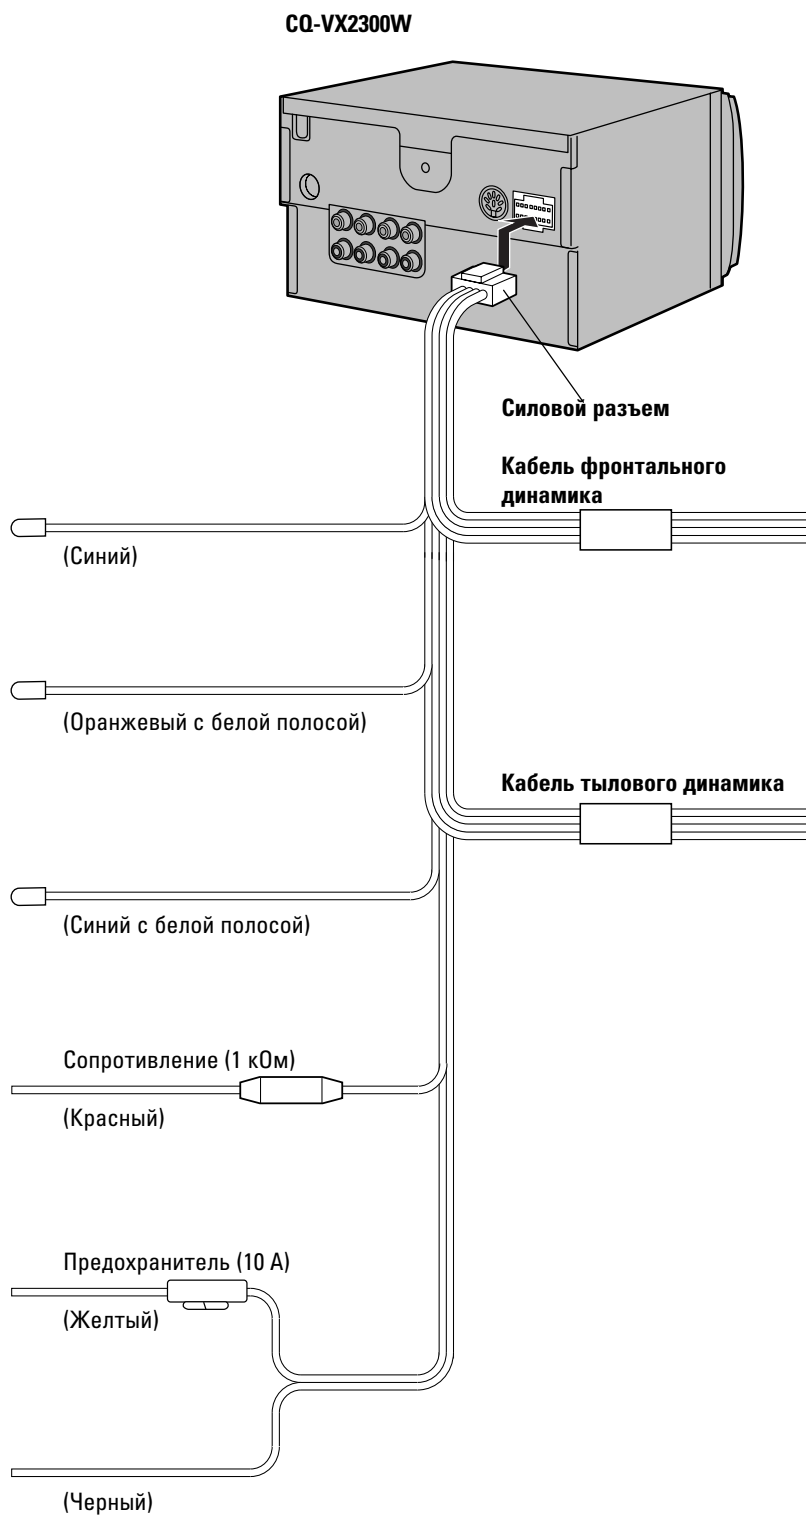 CQ-VX2300W
Силовой разъем
Кабель фронтального
динамика
(Синий)
(Оранжевый с белой полосой)
Кабель тылового динамика
(Синий с белой полосой)
Сопротивление (1 кОм)
(Красный)
Предохранитель (10 А)
(Желтый)
(Черный)